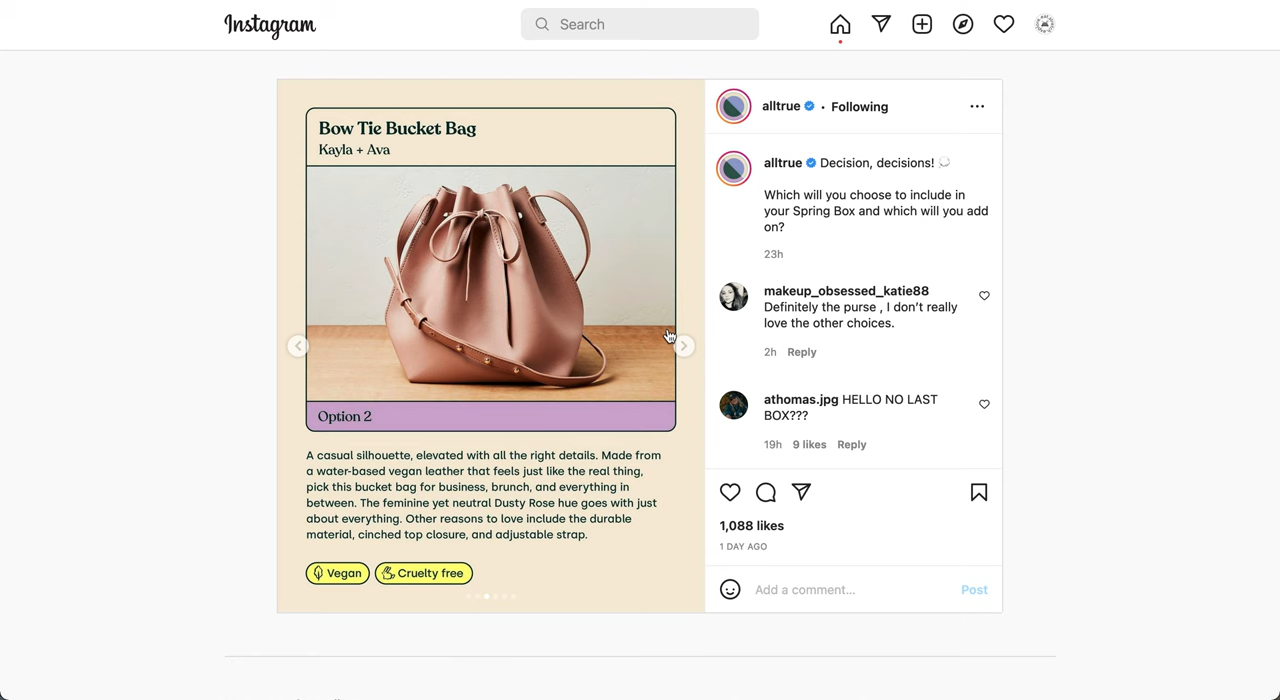 Instagram
Search
Bow Tie Bucket Bag
Kayla + Ava
Option 2
A casual silhouette, elevated with all the right details. Made from
a water-based vegan leather that feels just like the real thing,
pick this bucket bag for business, brunch, and everything in
between. The feminine yet neutral Dusty Rose hue goes with just
about everything. Other reasons to love include the durable
material, cinched top closure, and adjustable strap.
Vegan
Cruelty free
alltrue • Following
alltrue Decision, decisions!
Which will you choose to include in
your Spring Box and which will you add
on?
23h
makeup_obsessed_katie88
Definitely the purse , I don’t really
love the other choices.
2h Reply
athomas.jpg HELLO NO LAST
BOX???
19h 9 likes Reply
1,088 likes
1 DAY AGO
Add a comment...
Post